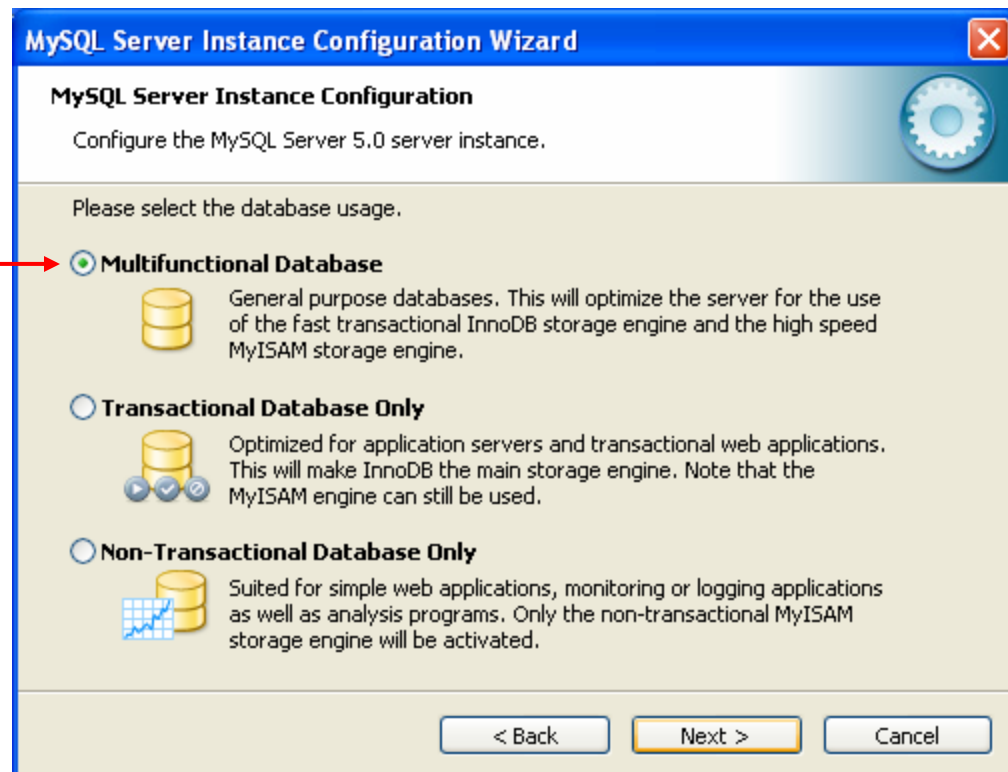 MySQL Server Instance Configuration Wizard
MySQL Server Instance Configuration
Configure the MySQL Server 5.0 server instance.
Please select the database usage.
Multifunctional Database
General purpose databases. This will optimize the server for the use
of the fast transactional InnoDB storage engine and the high speed
MyISAM storage engine.
Transactional Database Only
Optimized for application servers and transactional web applications.
This will make InnoDB the main storage engine. Note that the
MyISAM engine can still be used.
Non-Transactional Database Only
Suited for simple web applications, monitoring or logging applications
as well as analysis programs. Only the non-transactional MyISAM
storage engine will be activated.
< Back Next > Cancel